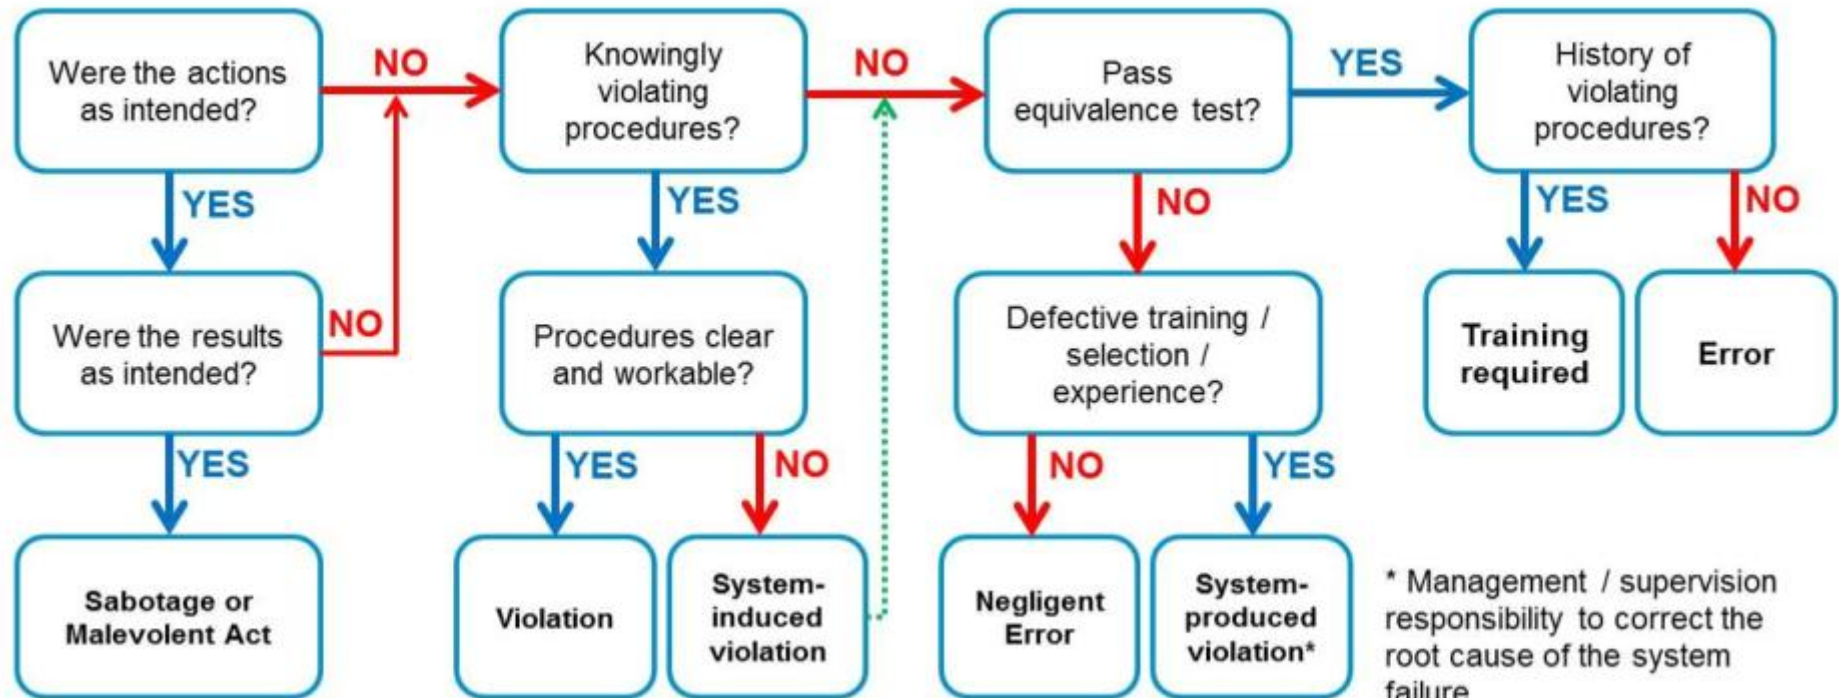 Were the actions
as intended?
NO
Knowingly
violating
procedures?
NO
Pass
equivalence test?
YES
History of
violating
procedures?
YES
YES
NO
YES
NO
Were the results
as intended?
NO
Procedures clear
and workable?
Defective training /
selection /
experience?
Training
required
Error
YES
YES
NO
NO
YES
Sabotage or
Malevolent Act
Violation
System-
induced
violation
Negligent
Error
System-
produced
violation*
* Management / supervision
responsibility to correct the
root cause of the system
failure